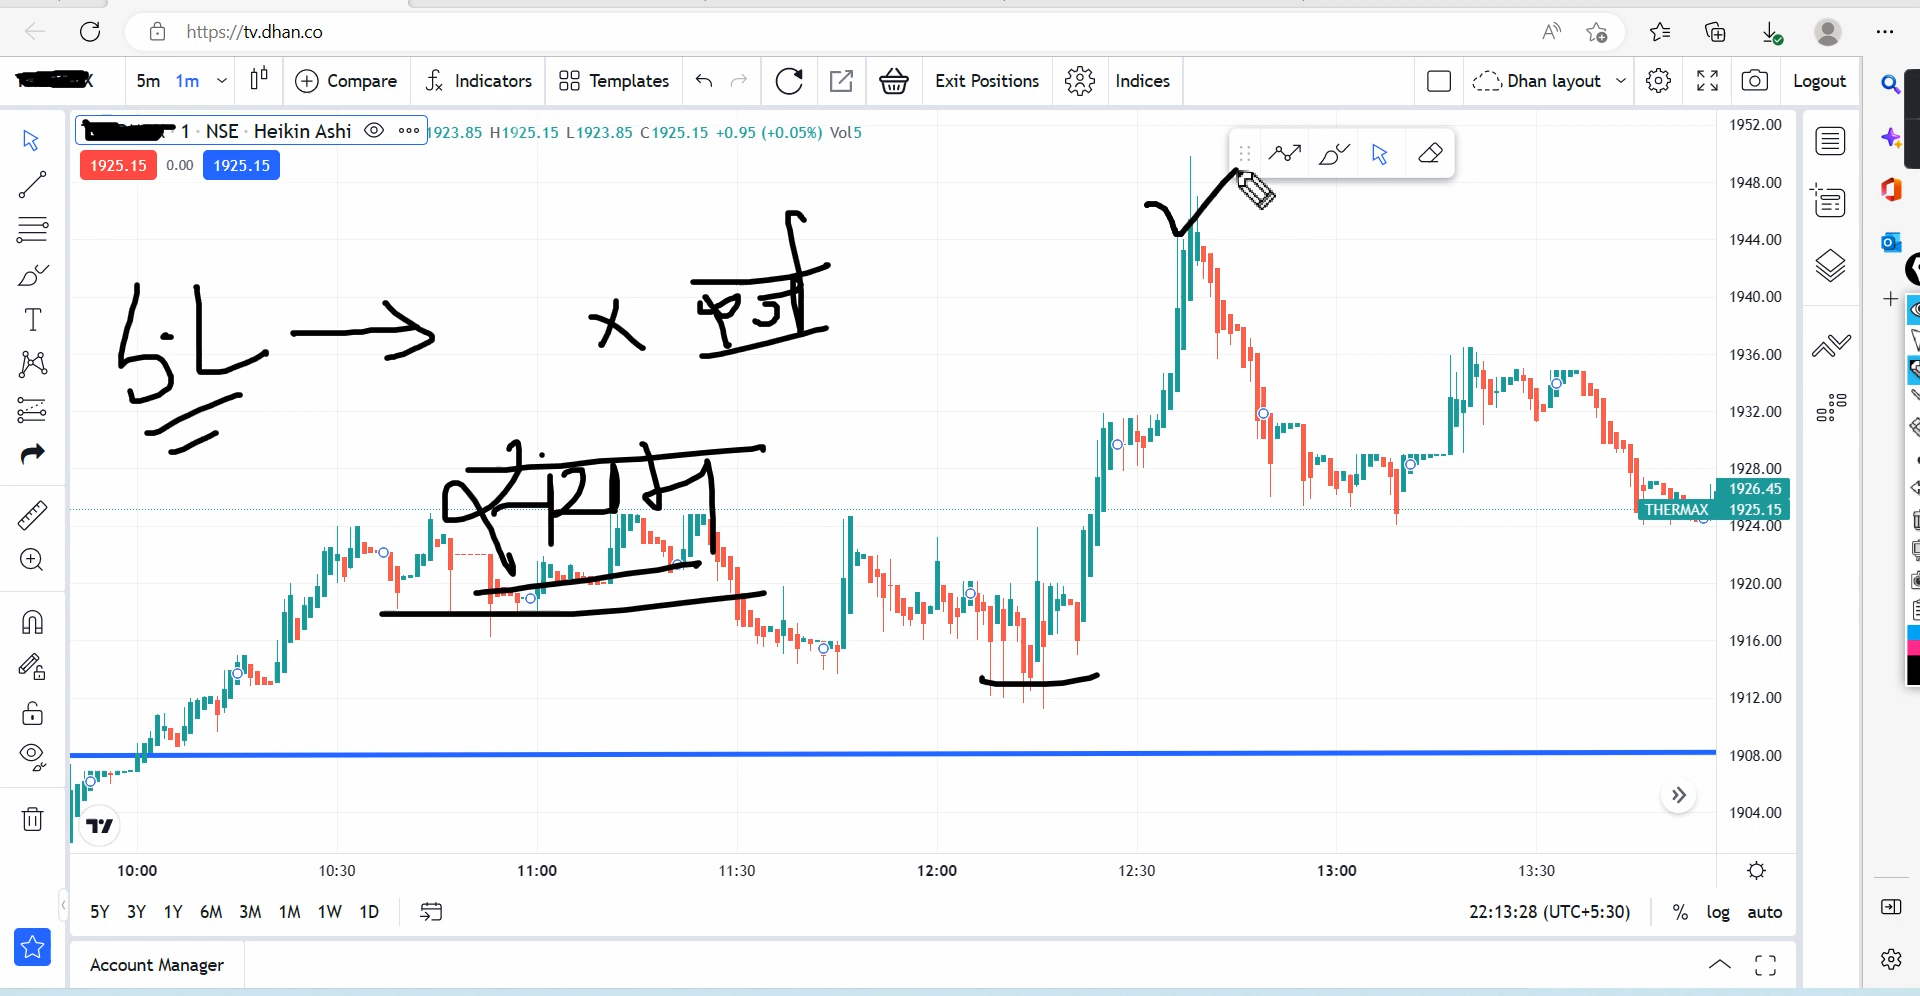 https://tv.dhan.co
5m 1m Compare Indicators Templates Exit Positions Indices Dhan layout Logout
1 · NSE · Heikin Ashi 1923.85 H1925.15 L1923.85 C1925.15 +0.95 (+0.05%) Vol5
1925.15 0.00 1925.15
S.L
1952.00
1948.00
1944.00
1940.00
1936.00
1932.00
1928.00
1926.45
THERMAX 1925.15
1924.00
1920.00
1916.00
1912.00
1908.00
1904.00
10:00 10:30 11:00 11:30 12:00 12:30 13:00 13:30
5Y 3Y 1Y 6M 3M 1M 1W 1D 22:13:28 (UTC+5:30) % log auto
Account Manager